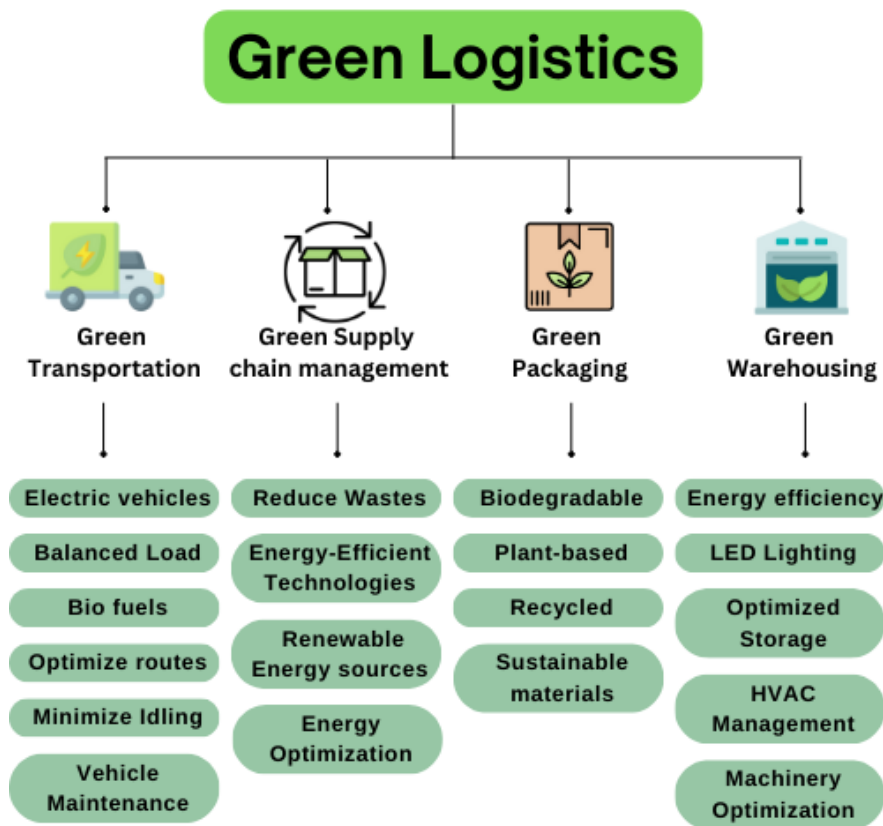 Green Logistics
Green
Transportation
Green Supply
chain management
Green
Packaging
Green
Warehousing
Electric vehicles
Balanced Load
Bio fuels
Optimize routes
Minimize Idling
Vehicle
Maintenance
Reduce Wastes
Energy-Efficient
Technologies
Renewable
Energy sources
Energy
Optimization
Biodegradable
Plant-based
Recycled
Sustainable
materials
Energy efficiency
LED Lighting
Optimized
Storage
HVAC
Management
Machinery
Optimization